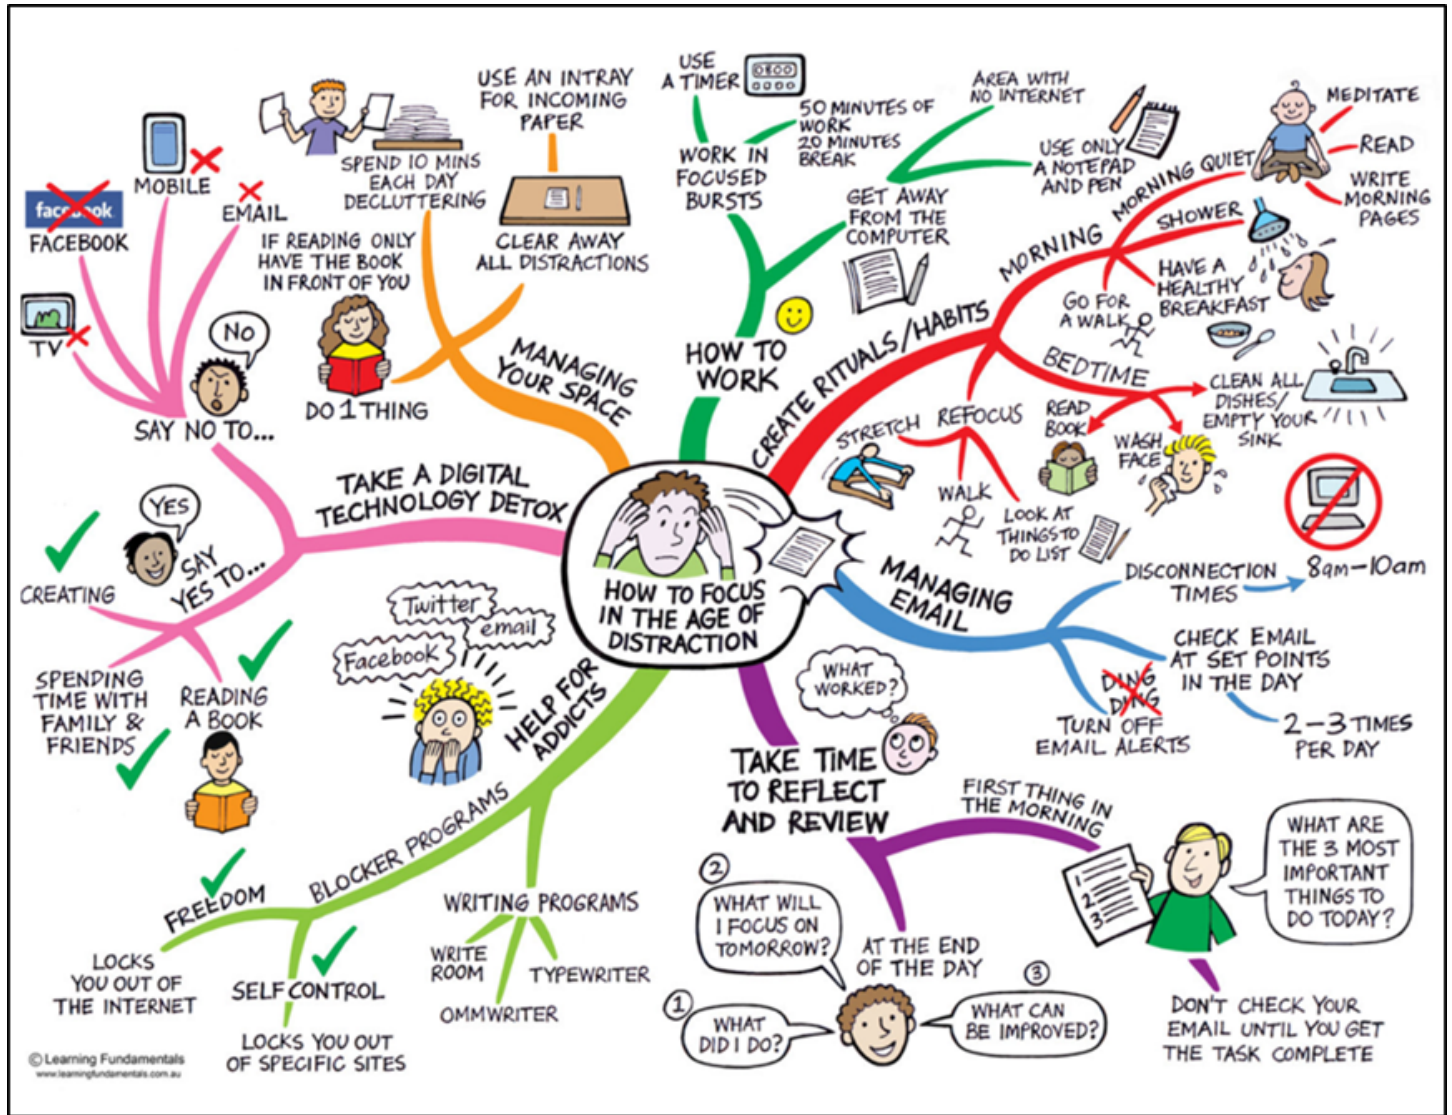 HOW TO FOCUS
IN THE AGE OF
DISTRACTION
HOW TO
WORK
WORK IN
FOCUSED
BURSTS
USE
A TIMER
0800
50 MINUTES OF
WORK
20 MINUTES
BREAK
GET AWAY
FROM THE
COMPUTER
AREA WITH
NO INTERNET
USE ONLY
A NOTEPAD
AND PEN
CREATE RITUALS/HABITS
MORNING
MORNING QUIET
MEDITATE
READ
WRITE
MORNING
PAGES
SHOWER
HAVE A
HEALTHY
BREAKFAST
GO FOR
A WALK
BEDTIME
CLEAN ALL
DISHES/
EMPTY YOUR
SINK
WASH
FACE
READ
BOOK
REFOCUS
STRETCH
WALK
LOOK AT
THINGS TO
DO LIST
MANAGING
EMAIL
DISCONNECTION
TIMES
8am-10am
CHECK EMAIL
AT SET POINTS
IN THE DAY
2-3 TIMES
PER DAY
DING
DING
TURN OFF
EMAIL ALERTS
TAKE TIME
TO REFLECT
AND REVIEW
WHAT
WORKED?
FIRST THING IN
THE MORNING
1
2
3
WHAT ARE
THE 3 MOST
IMPORTANT
THINGS TO
DO TODAY?
DON'T CHECK YOUR
EMAIL UNTIL YOU GET
THE TASK COMPLETE
AT THE END
OF THE DAY
1
WHAT
DID I DO?
2
WHAT WILL
I FOCUS ON
TOMORROW?
3
WHAT CAN
BE IMPROVED?
HELP FOR
ADDICTS
Twitter
email
Facebook
BLOCKER PROGRAMS
FREEDOM
LOCKS
YOU OUT OF
THE INTERNET
SELF CONTROL
LOCKS YOU OUT
OF SPECIFIC SITES
WRITING PROGRAMS
WRITE
ROOM
OMMWRITER
TYPEWRITER
TAKE A DIGITAL
TECHNOLOGY DETOX
SAY NO TO...
NO
TV
facebook
FACEBOOK
MOBILE
EMAIL
YES
SAY
YES TO...
CREATING
SPENDING
TIME WITH
FAMILY &
FRIENDS
READING
A BOOK
MANAGING
YOUR SPACE
SPEND 10 MINS
EACH DAY
DECLUTTERING
USE AN INTRAY
FOR INCOMING
PAPER
CLEAR AWAY
ALL DISTRACTIONS
IF READING ONLY
HAVE THE BOOK
IN FRONT OF YOU
DO 1 THING
© Learning Fundamentals
www.learningfundamentals.com.au